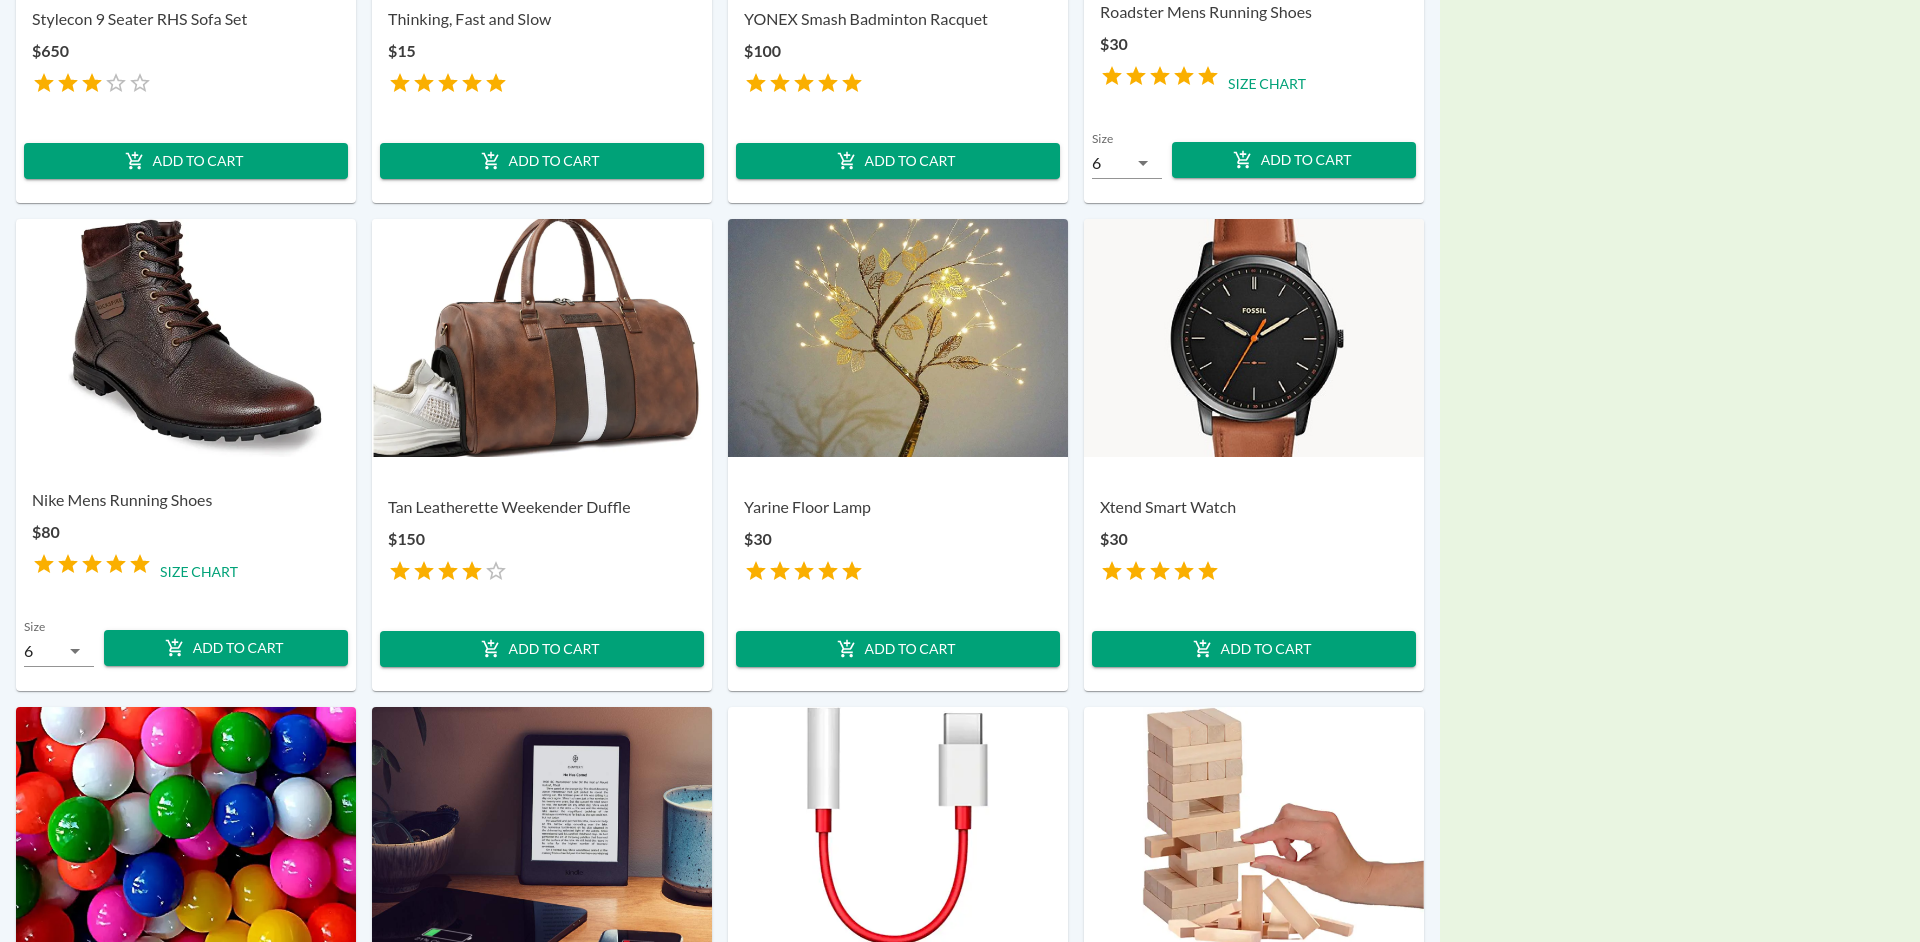 Stylecon 9 Seater RHS Sofa Set
$650
ADD TO CART
Thinking, Fast and Slow
$15
ADD TO CART
YONEX Smash Badminton Racquet
$100
ADD TO CART
Roadster Mens Running Shoes
$30
SIZE CHART
Size
6
ADD TO CART
Nike Mens Running Shoes
$80
SIZE CHART
Size
6
ADD TO CART
Tan Leatherette Weekender Duffle
$150
ADD TO CART
Yarine Floor Lamp
$30
ADD TO CART
FOSSIL
Xtend Smart Watch
$30
ADD TO CART
kindle